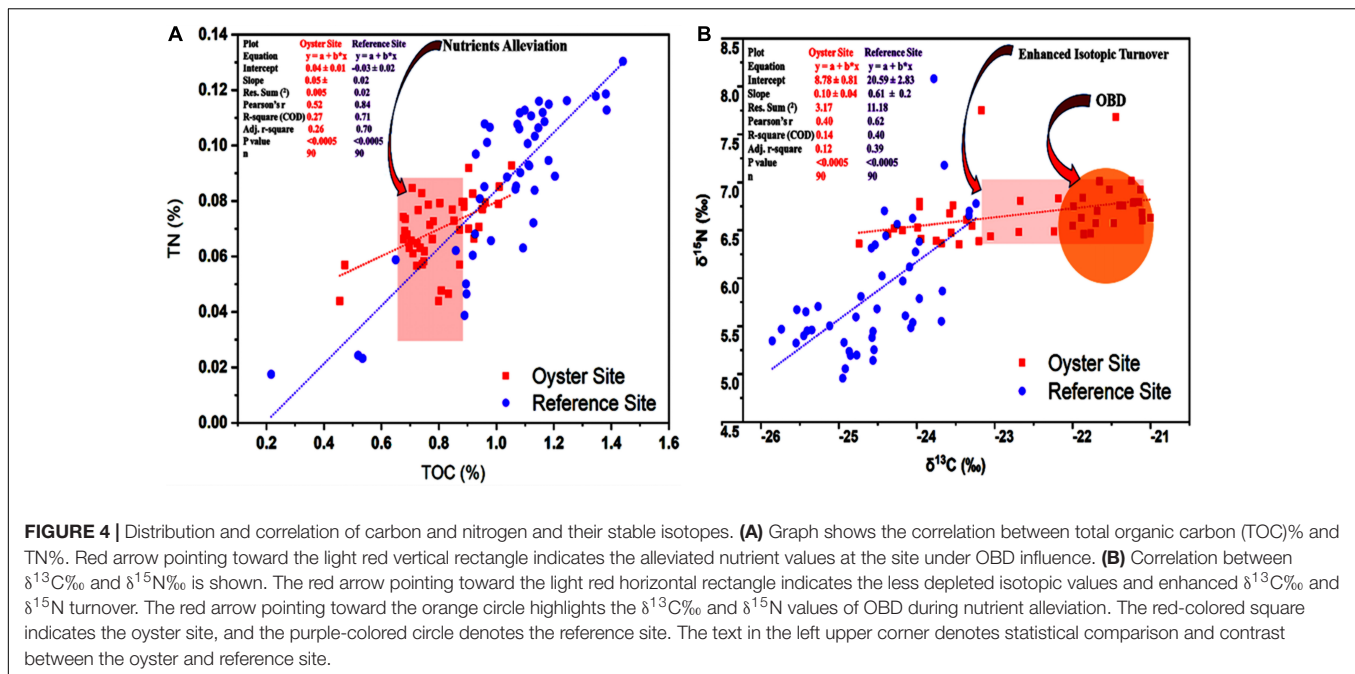 A
Plot Oyster Site Reference Site
Equation y = a + b*x y = a + b*x
Intercept 0.04 ± 0.01 -0.03 ± 0.02
Slope 0.05 ± 0.02
Res. Sum (²) 0.005 0.02
Pearson's r 0.52 0.84
R-square (COD) 0.27 0.71
Adj. r-square 0.26 0.70
P value <0.0005 <0.0005
n 90 90
Nutrients Alleviation
0.14
0.12
0.10
0.08
0.06
0.04
0.02
0.00
TN (%)
Oyster Site
Reference Site
0.2 0.4 0.6 0.8 1.0 1.2 1.4 1.6
TOC (%)
B
Plot Oyster Site Reference Site
Equation y = a + b*x y = a + b*x
Intercept 8.78 ± 0.81 20.59 ± 2.83
Slope 0.10 ± 0.04 0.61 ± 0.2
Res. Sum (²) 3.17 11.18
Pearson's r 0.40 0.62
R-square (COD) 0.14 0.40
Adj. r-square 0.12 0.39
P value <0.0005 <0.0005
n 90 90
Enhanced Isotopic Turnover
OBD
8.5
8.0
7.5
7.0
6.5
6.0
5.5
5.0
4.5
δ¹⁵N (‰)
Oyster Site
Reference Site
-26 -25 -24 -23 -22 -21
δ¹³C (‰)
FIGURE 4 | Distribution and correlation of carbon and nitrogen and their stable isotopes. (A) Graph shows the correlation between total organic carbon (TOC)% and
TN%. Red arrow pointing toward the light red vertical rectangle indicates the alleviated nutrient values at the site under OBD influence. (B) Correlation between
δ¹³C‰ and δ¹⁵N‰ is shown. The red arrow pointing toward the light red horizontal rectangle indicates the less depleted isotopic values and enhanced δ¹³C‰ and
δ¹⁵N turnover. The red arrow pointing toward the orange circle highlights the δ¹³C‰ and δ¹⁵N values of OBD during nutrient alleviation. The red-colored square
indicates the oyster site, and the purple-colored circle denotes the reference site. The text in the left upper corner denotes statistical comparison and contrast
between the oyster and reference site.